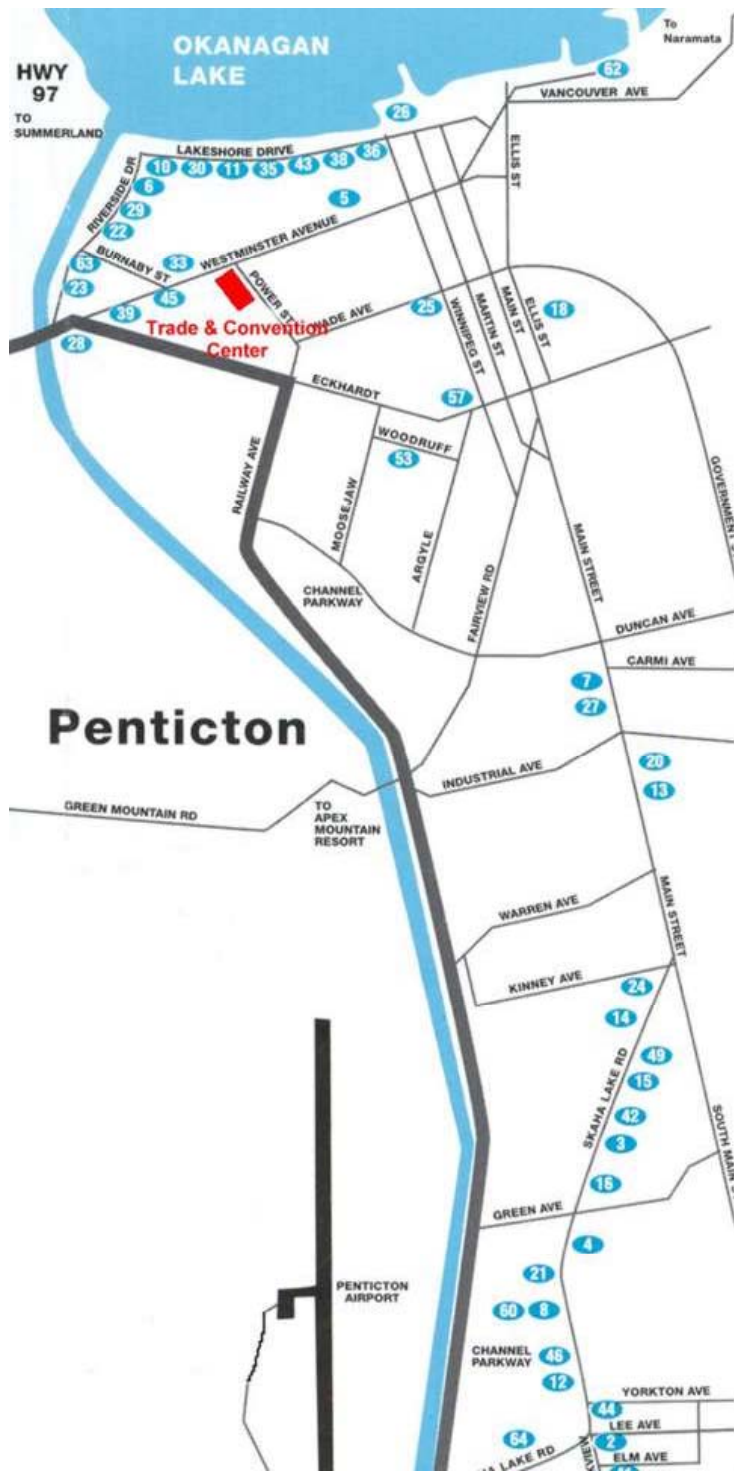 To
Naramata
OKANAGAN
LAKE
HWY
97
TO
SUMMERLAND
62
VANCOUVER AVE
26
LAKESHORE DRIVE
ELLIS ST
10 30 11 35 43 38 36
RIVERSIDE DR
6
29
22
5
BURNABY ST
63
33
WESTMINSTER AVENUE
23
45
39
POWER ST
28
Trade & Convention
Center
WADE AVE
25
WINNIPEG ST
MARTIN ST
MAIN ST
ELLIS ST
18
ECKHARDT
57
WOODRUFF
53
RAILWAY AVE
MOOSEJAW
ARGYLE
FAIRVIEW RD
MAIN STREET
CHANNEL
PARKWAY
DUNCAN AVE
CARMI AVE
7
27
Penticton
20
13
INDUSTRIAL AVE
GREEN MOUNTAIN RD
TO
APEX
MOUNTAIN
RESORT
WARREN AVE
MAIN STREET
KINNEY AVE
24
14
49
15
SKAHA LAKE RD
42
3
16
SOUTH MAIN
GREEN AVE
4
21
PENTICTON
AIRPORT
60 8
CHANNEL
PARKWAY
46
12
YORKTON AVE
44
LEE AVE
64
2
ELM AVE
LAKE RD